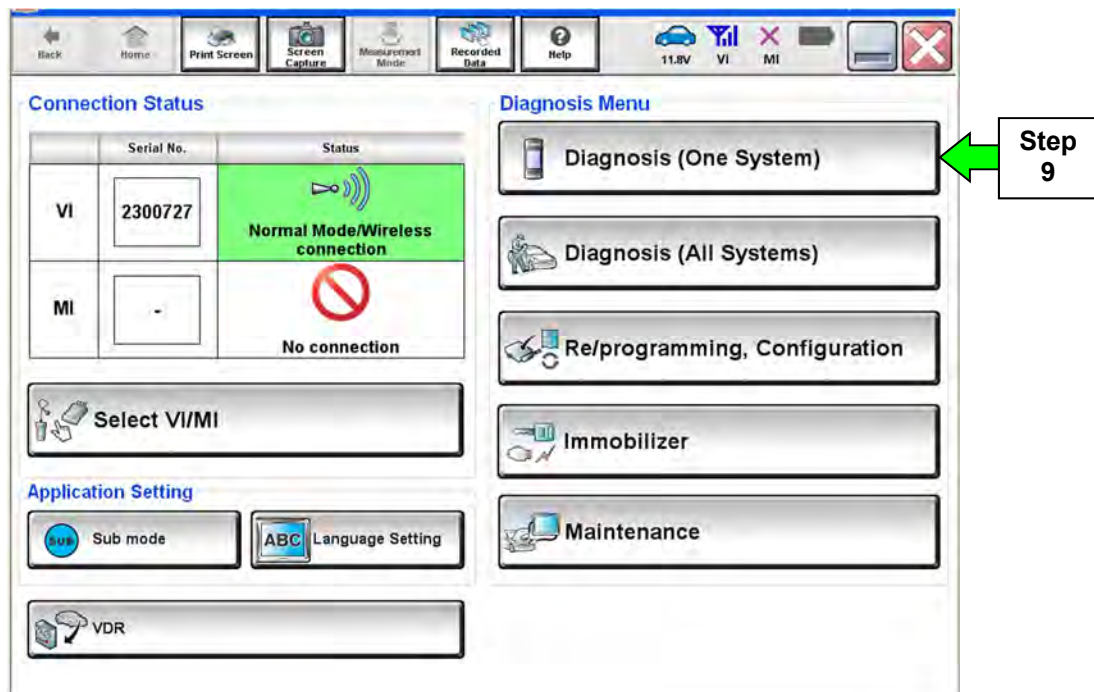 Back
Home
Print Screen
Screen
Capture
Measurement
Mode
Recorded
Data
Help
11.8V
VI
MI
Connection Status
Serial No.
Status
VI
2300727
Normal Mode/Wireless
connection
MI
-
No connection
Select VI/MI
Application Setting
SUB
Sub mode
ABC
Language Setting
VDR
Diagnosis Menu
Diagnosis (One System)
Step
9
Diagnosis (All Systems)
Re/programming, Configuration
Immobilizer
Maintenance